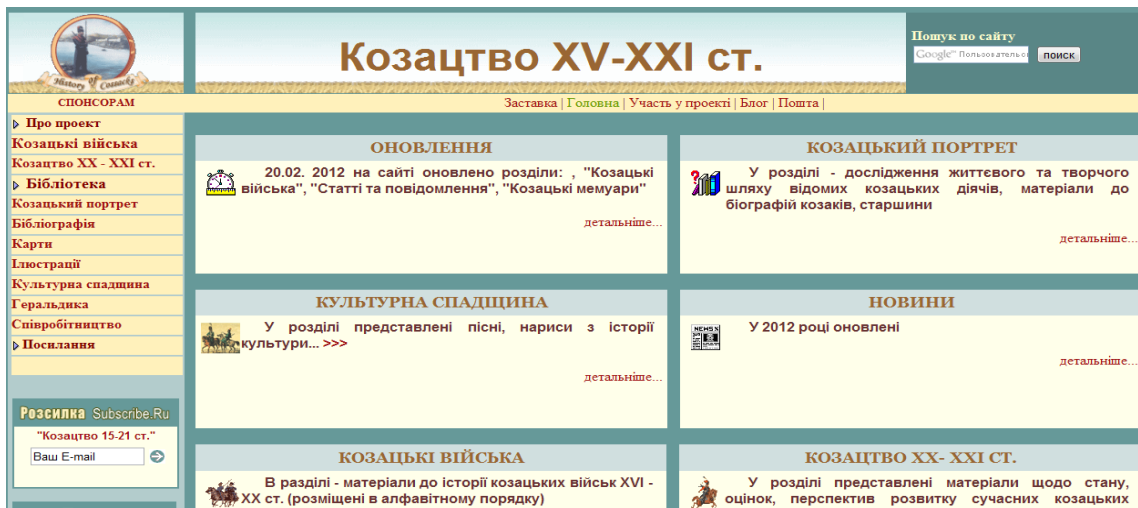 History of Cossacks
Козацтво XV-XXI ст.
Пошук по сайту
Google™ Пользовательс
поиск
СПОНСОРАМ
Заставка | Головна | Участь у проекті | Блог | Пошта |
Про проект
Козацькі війська
Козацтво XX - XXI ст.
Бібліотека
Козацький портрет
Бібліографія
Карти
Ілюстрації
Культурна спадщина
Геральдика
Співробітництво
Посилання
Розсилка Subscribe.Ru
"Козацтво 15-21 ст."
Ваш E-mail
ОНОВЛЕННЯ
20.02. 2012 на сайті оновлено розділи: , "Козацькі
війська", "Статті та повідомлення", "Козацькі мемуари"
детальніше...
КОЗАЦЬКИЙ ПОРТРЕТ
У розділі - дослідження життєвого та творчого
шляху відомих козацьких діячів, матеріали до
біографій козаків, старшини
детальніше...
КУЛЬТУРНА СПАДЩИНА
У розділі представлені пісні, нариси з історії
культури... >>>
детальніше...
НОВИНИ
NEWS
У 2012 році оновлені
детальніше...
КОЗАЦЬКІ ВІЙСЬКА
В разділі - матеріали до історії козацьких військ XVI -
XX ст. (розміщені в алфавітному порядку)
КОЗАЦТВО XX- XXI СТ.
У розділі представлені матеріали щодо стану,
оцінок, перспектив розвитку сучасних козацьких